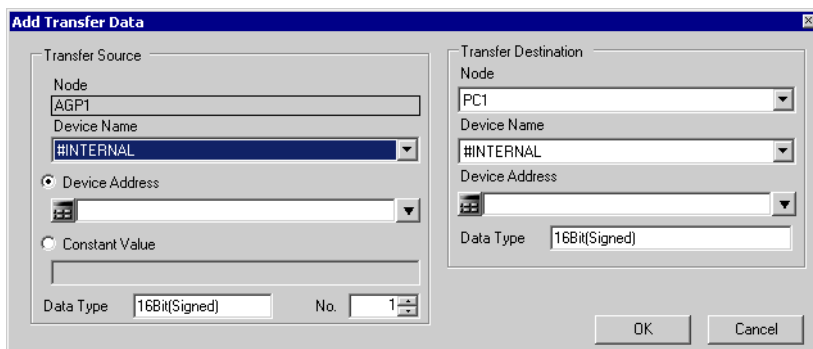 Add Transfer Data
Transfer Source
Node
AGP1
Device Name
#INTERNAL
Device Address
Constant Value
Data Type 16Bit(Signed) No. 1
Transfer Destination
Node
PC1
Device Name
#INTERNAL
Device Address
Data Type 16Bit(Signed)
OK Cancel